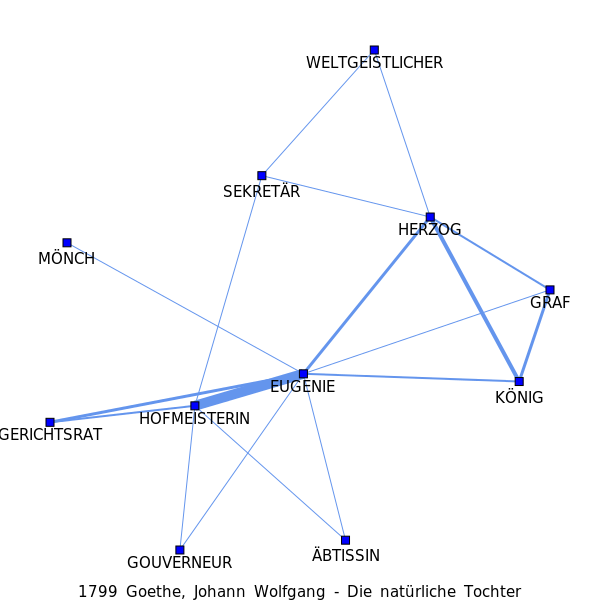 WELTGEISTLICHER
SEKRETÄR
HERZOG
MÖNCH
GRAF
EUGENIE
KÖNIG
HOFMEISTERIN
GERICHTSRAT
ÄBTISSIN
GOUVERNEUR
1799 Goethe, Johann Wolfgang - Die natürliche Tochter